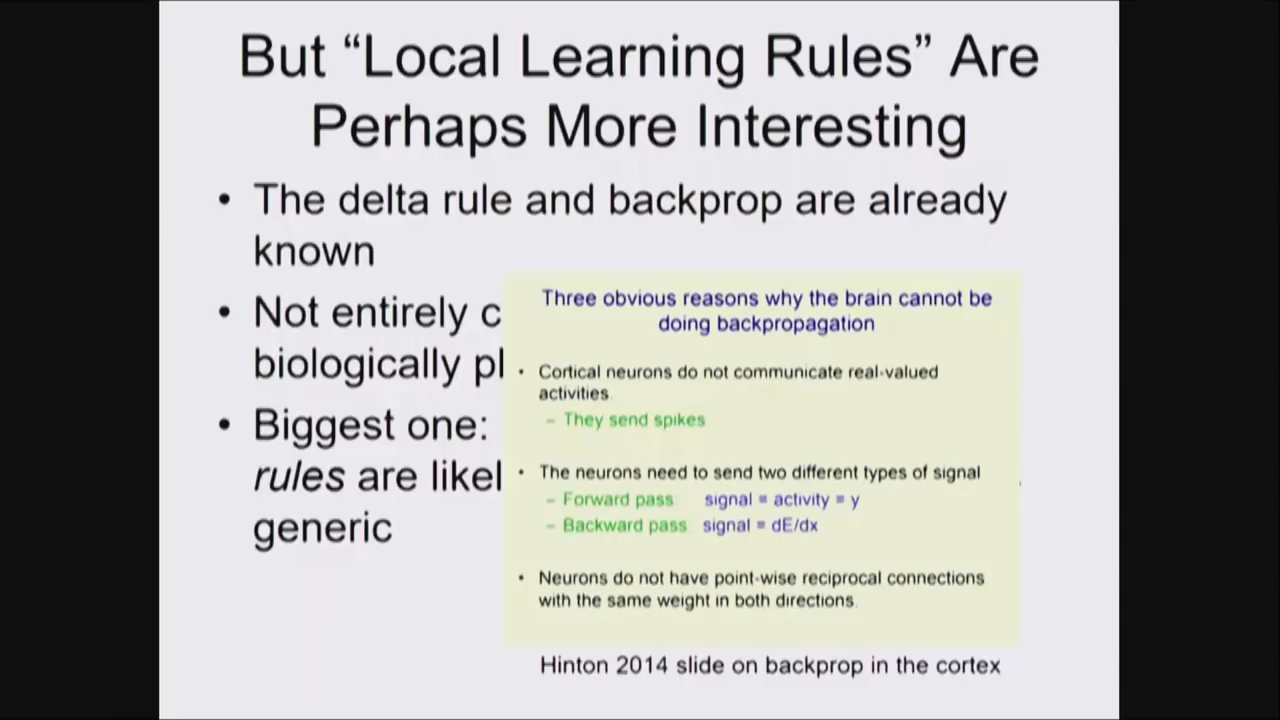 But “Local Learning Rules” Are
Perhaps More Interesting
• The delta rule and backprop are already
known
• Not entirely c
biologically pl
• Biggest one:
rules are likel
generic
Three obvious reasons why the brain cannot be
doing backpropagation
• Cortical neurons do not communicate real-valued
activities.
– They send spikes
• The neurons need to send two different types of signal
– Forward pass: signal = activity = y
– Backward pass: signal = dE/dx
• Neurons do not have point-wise reciprocal connections
with the same weight in both directions.
Hinton 2014 slide on backprop in the cortex